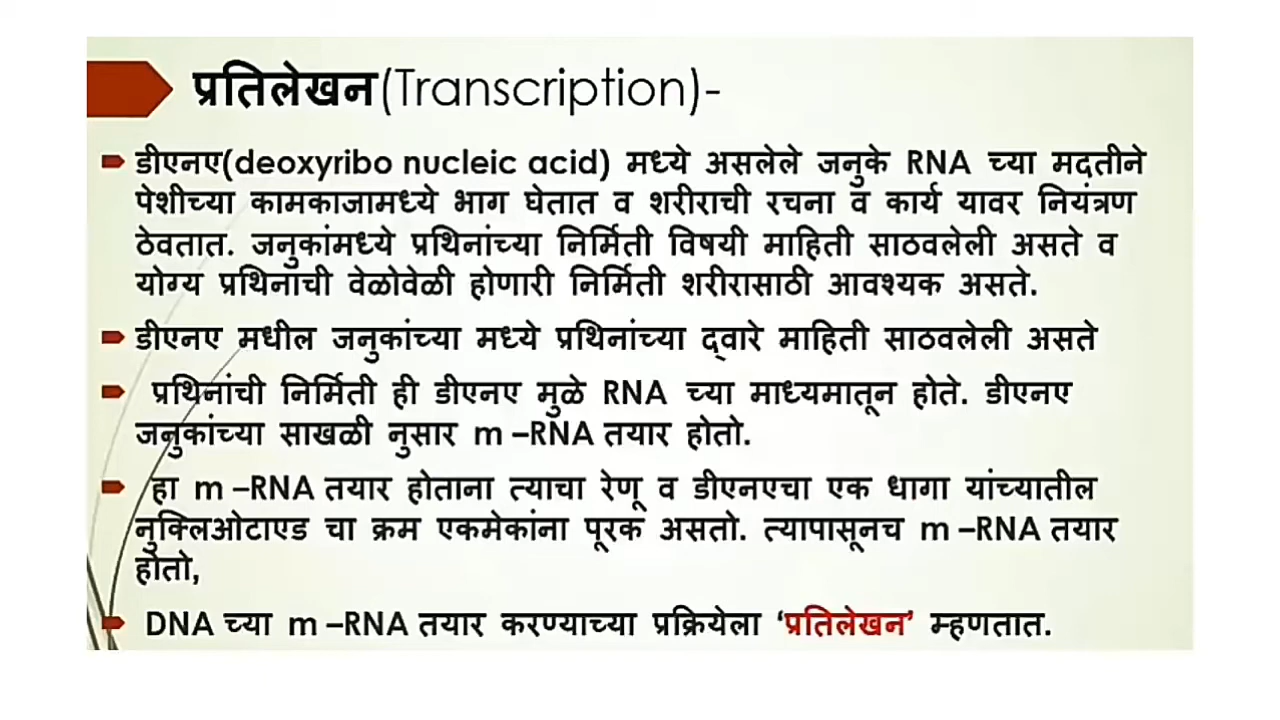 प्रतिलेखन(Transcription)-
डीएनए(deoxyribo nucleic acid) मध्ये असलेले जनुके RNA च्या मदतीने
पेशीच्या कामकाजामध्ये भाग घेतात व शरीराची रचना व कार्य यावर नियंत्रण
ठेवतात. जनुकांमध्ये प्रथिनांच्या निर्मिती विषयी माहिती साठवलेली असते व
योग्य प्रथिनांची वेळोवेळी होणारी निर्मिती शरीरासाठी आवश्यक असते.
डीएनए मधील जनुकांच्या मध्ये प्रथिनांच्या द्वारे माहिती साठवलेली असते
प्रथिनांची निर्मिती ही डीएनए मुळे RNA च्या माध्यमातून होते. डीएनए
जनुकांच्या साखळी नुसार m –RNA तयार होतो.
हा m –RNA तयार होताना त्याचा रेणू व डीएनएचा एक धागा यांच्यातील
नुक्लिओटाएड चा क्रम एकमेकांना पूरक असतो. त्यापासूनच m –RNA तयार
होतो,
DNA च्या m –RNA तयार करण्याच्या प्रक्रियेला ‘प्रतिलेखन’ म्हणतात.